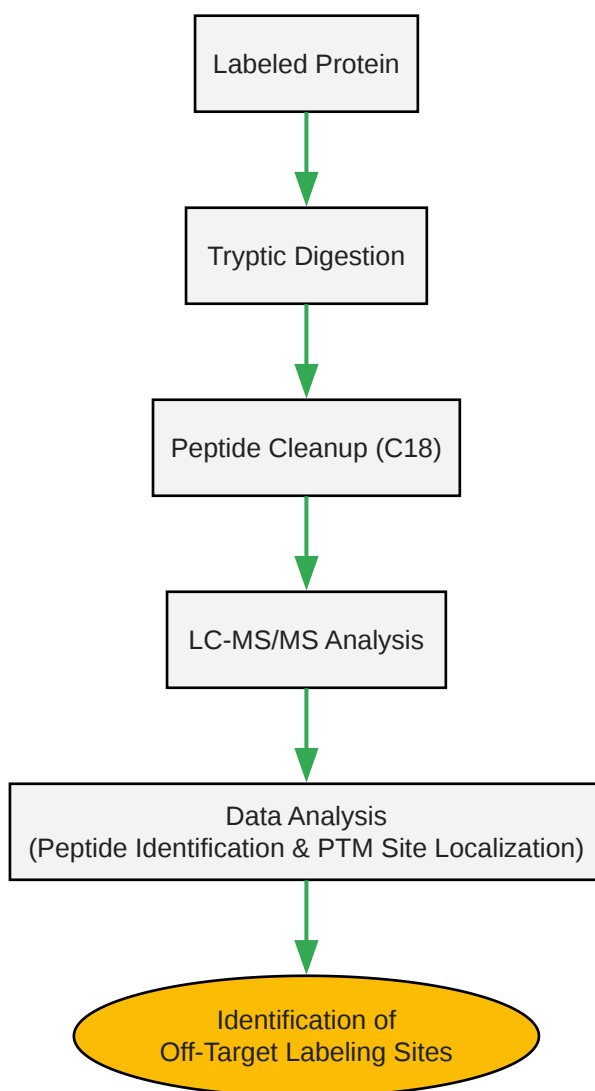 Labeled Protein
Tryptic Digestion
Peptide Cleanup (C18)
LC-MS/MS Analysis
Data Analysis
(Peptide Identification & PTM Site Localization)
Identification of
Off-Target Labeling Sites